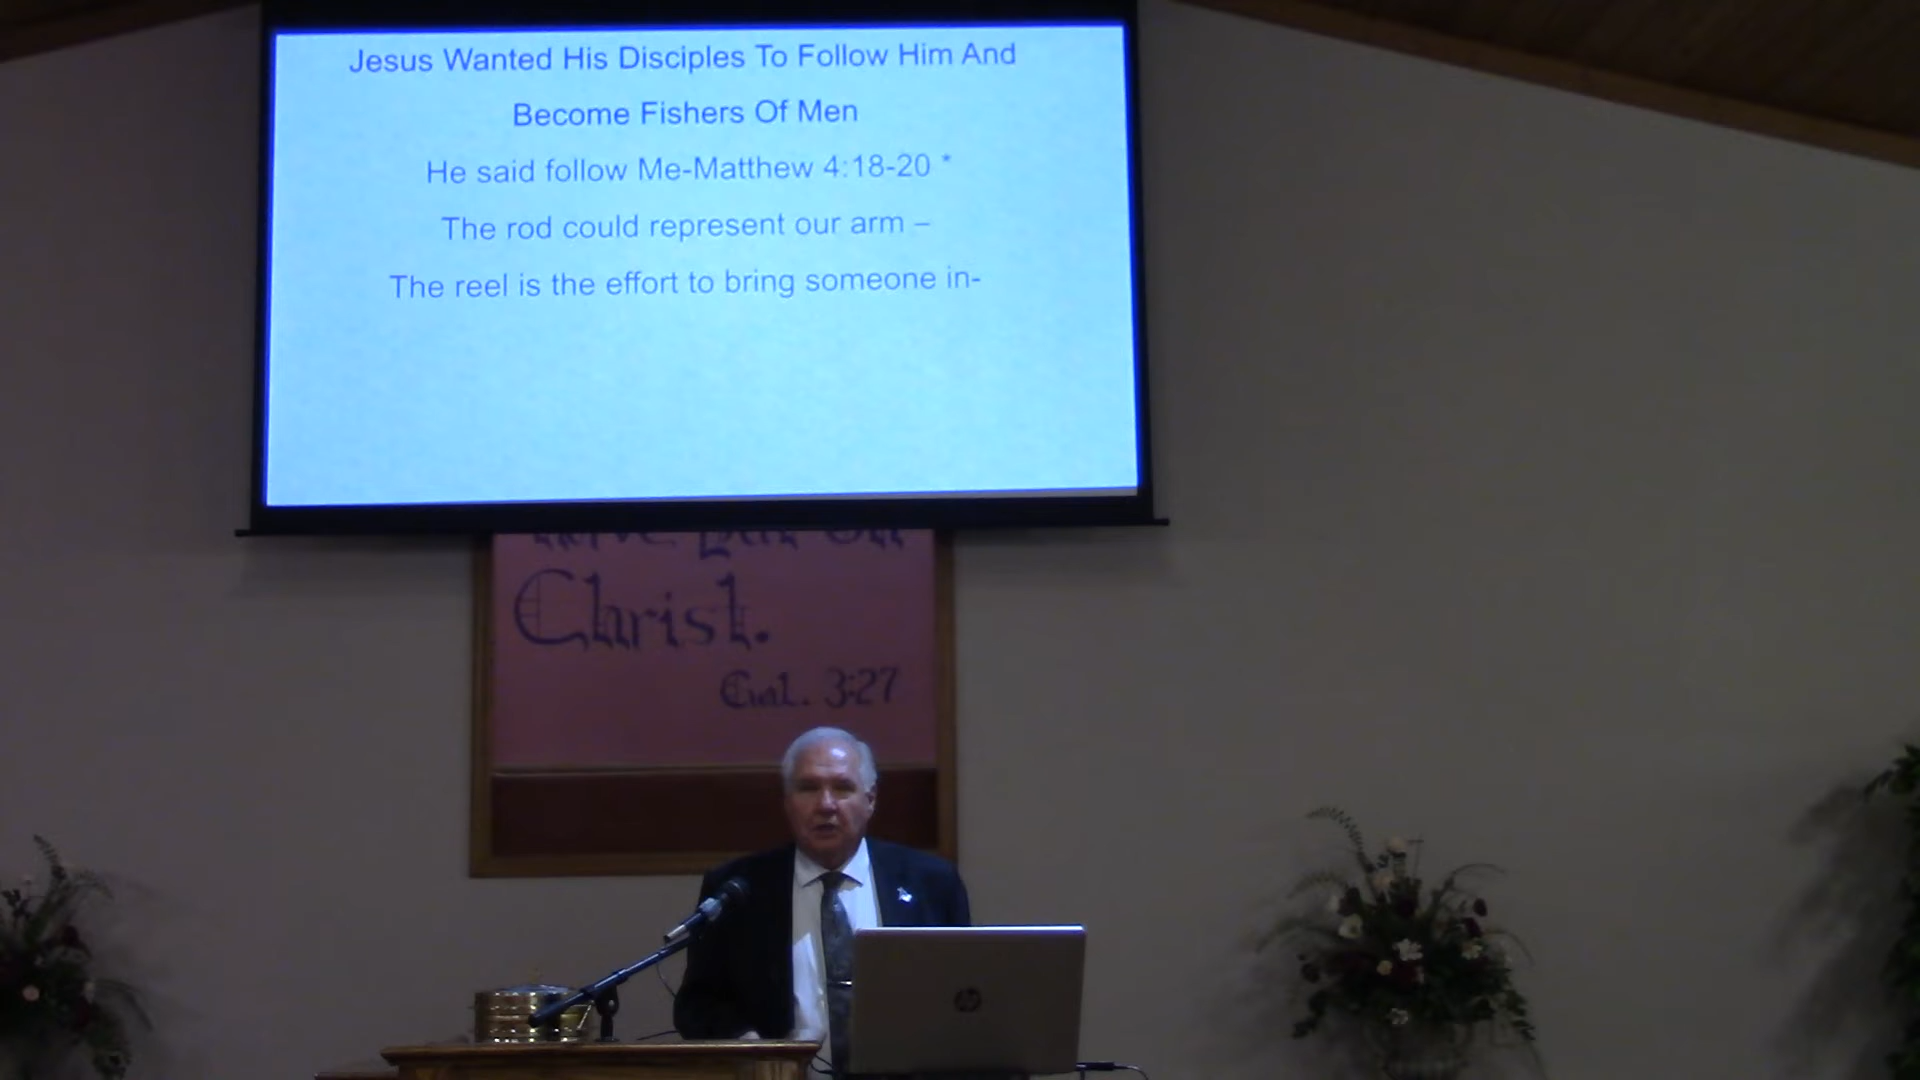 Jesus Wanted His Disciples To Follow Him And
Become Fishers Of Men
He said follow Me-Matthew 4:18-20 *
The rod could represent our arm –
The reel is the effort to bring someone in-
Christ.
Gal. 3:27
hp